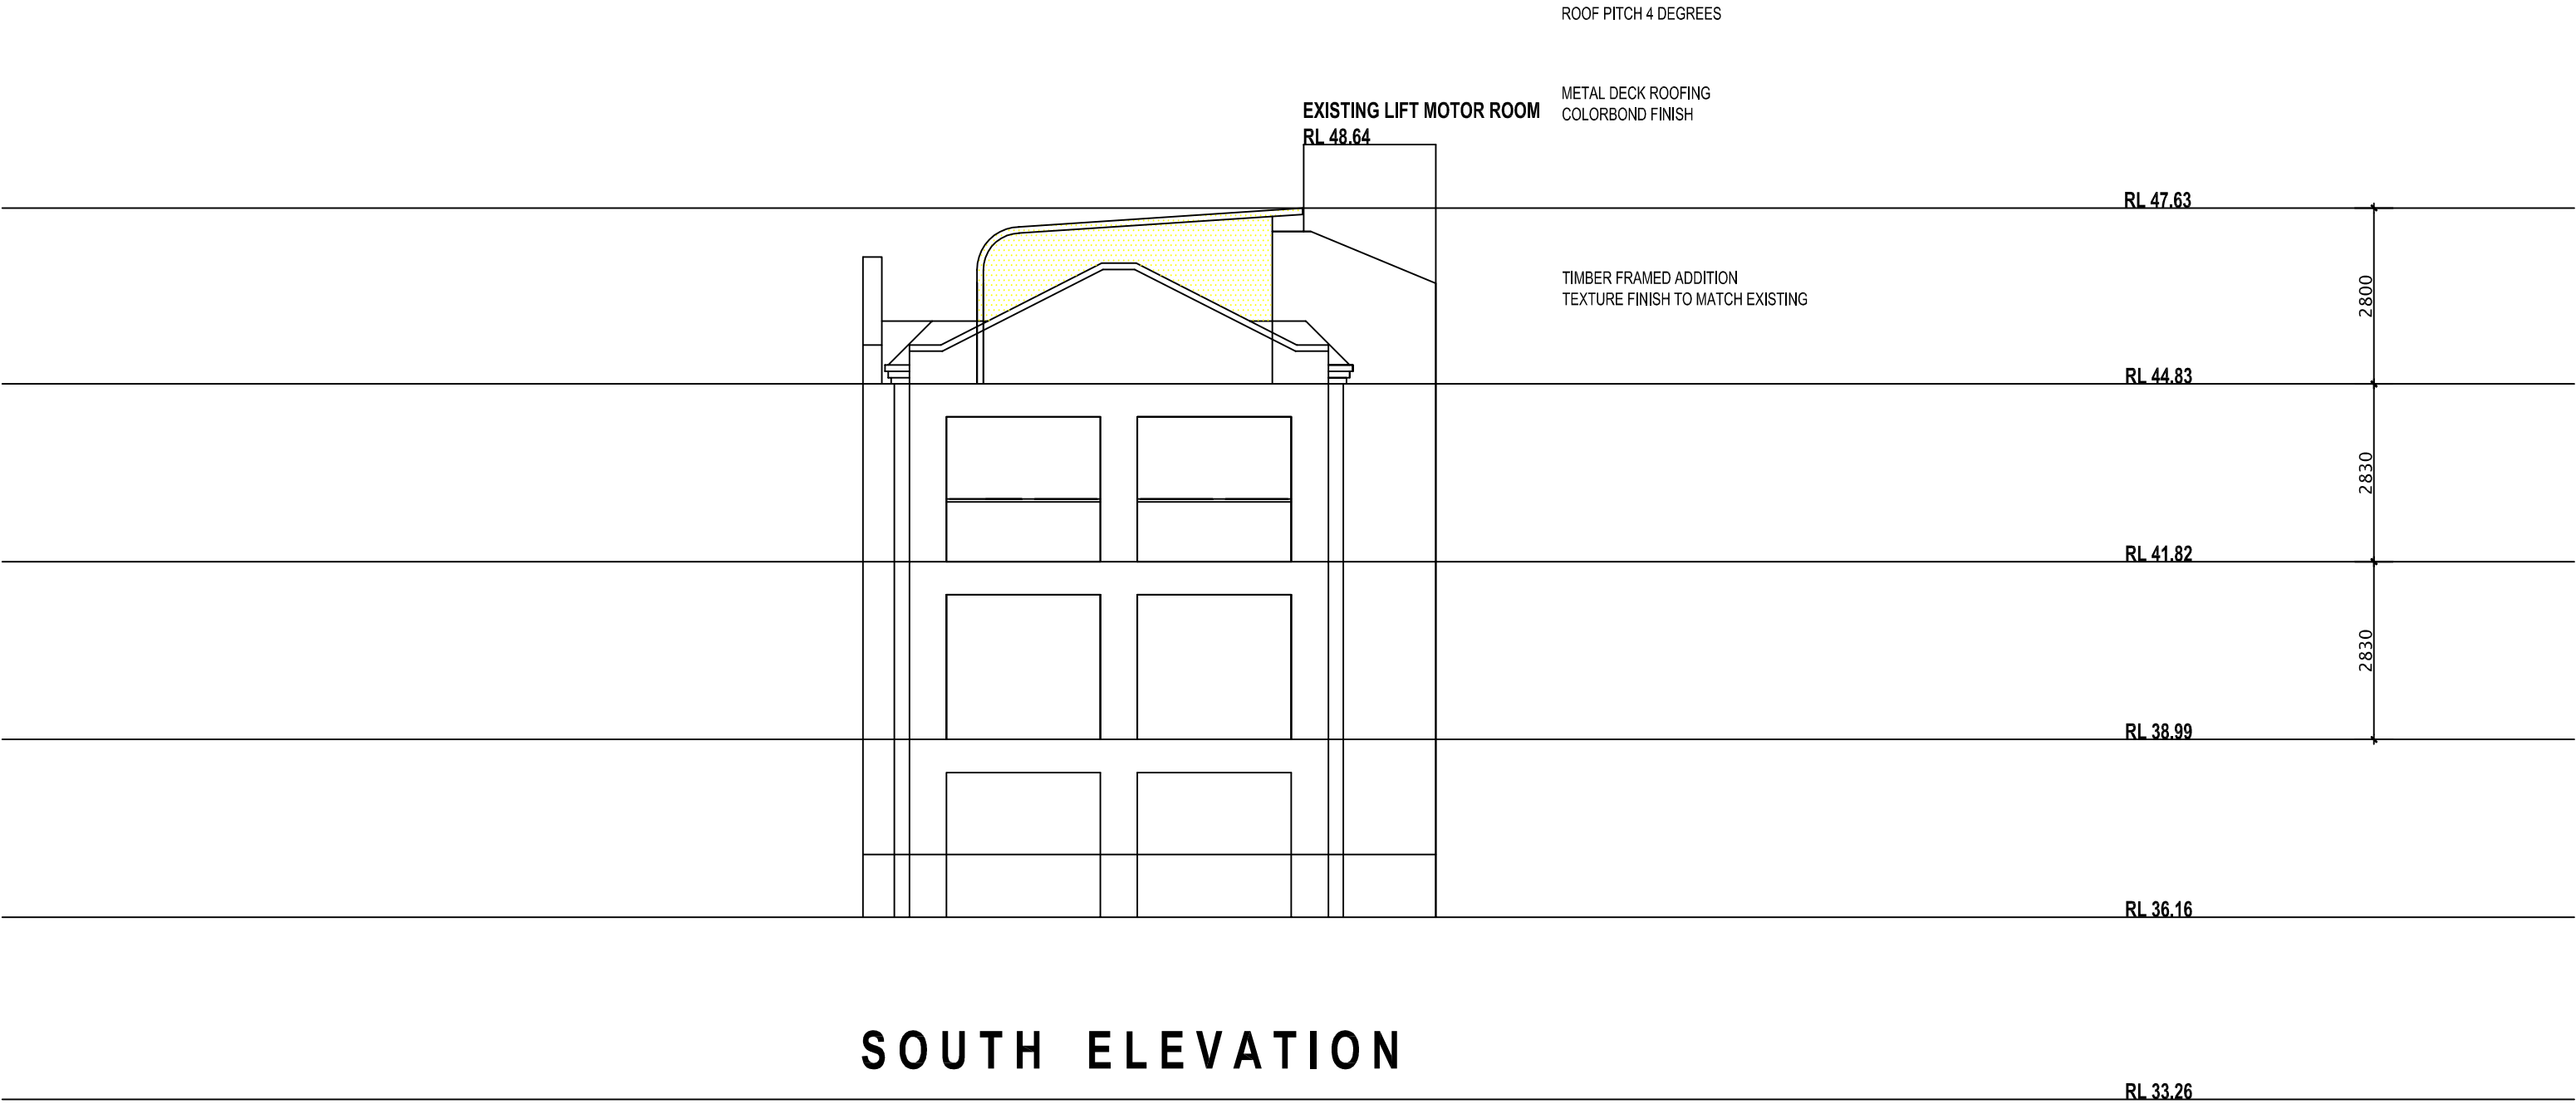 ROOF PITCH 4 DEGREES
METAL DECK ROOFING
COLORBOND FINISH
EXISTING LIFT MOTOR ROOM
RL 48.64
RL 47.63
TIMBER FRAMED ADDITION
TEXTURE FINISH TO MATCH EXISTING
2800
RL 44.83
2830
RL 41.82
2830
RL 38.99
RL 36.16
SOUTH ELEVATION
RL 33.26